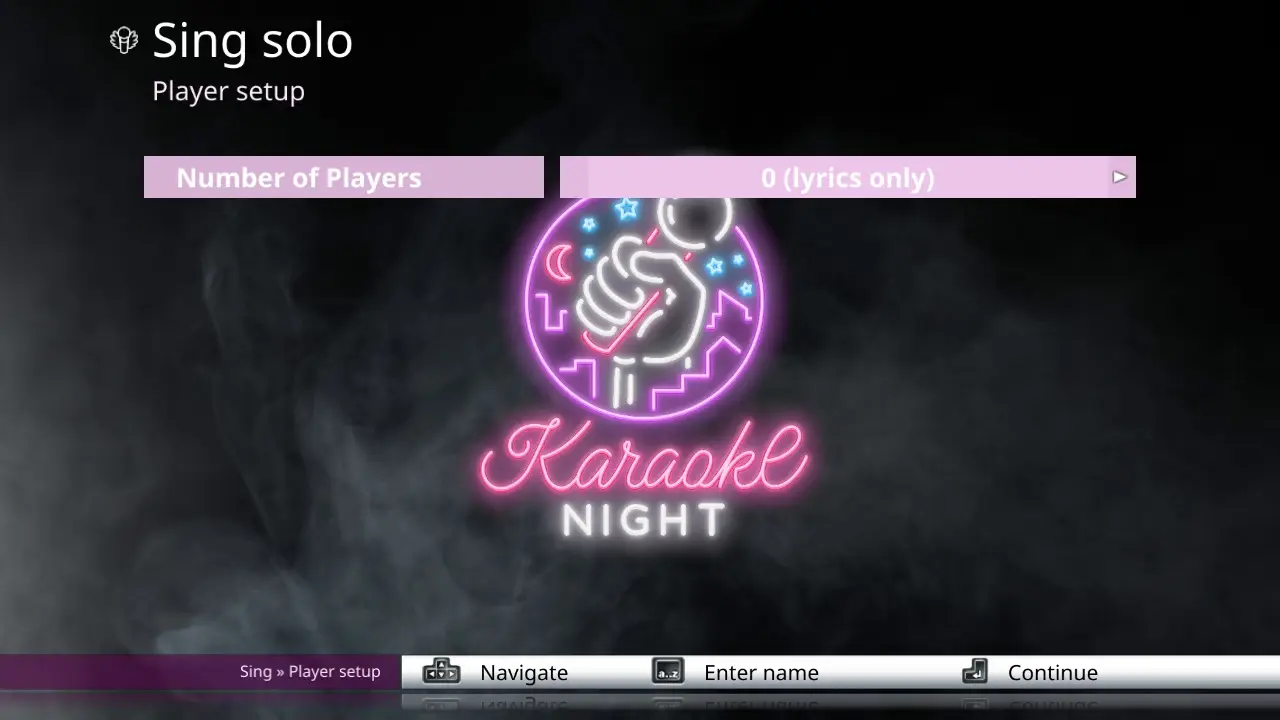 Sing solo
Player setup
Number of Players
0 (lyrics only)
Karaoke
NIGHT
Sing » Player setup
a..z
Navigate
Enter name
Continue